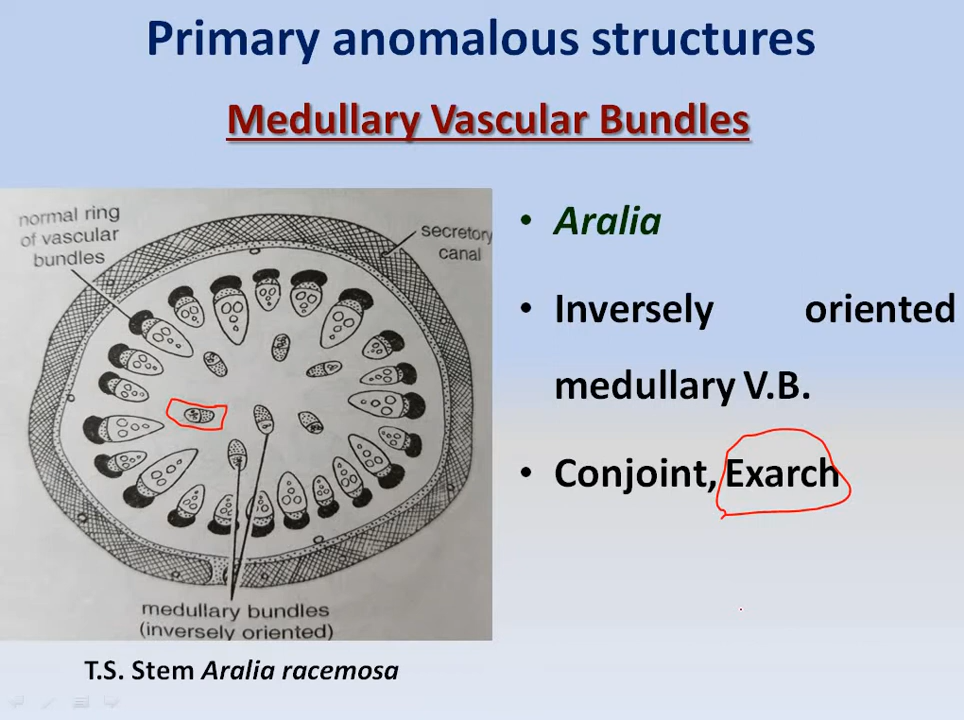 Primary anomalous structures
Medullary Vascular Bundles
normal ring
of vascular
bundles
secretory
canal
medullary bundles
(inversely oriented)
T.S. Stem Aralia racemosa
• Aralia
• Inversely oriented
medullary V.B.
• Conjoint, Exarch